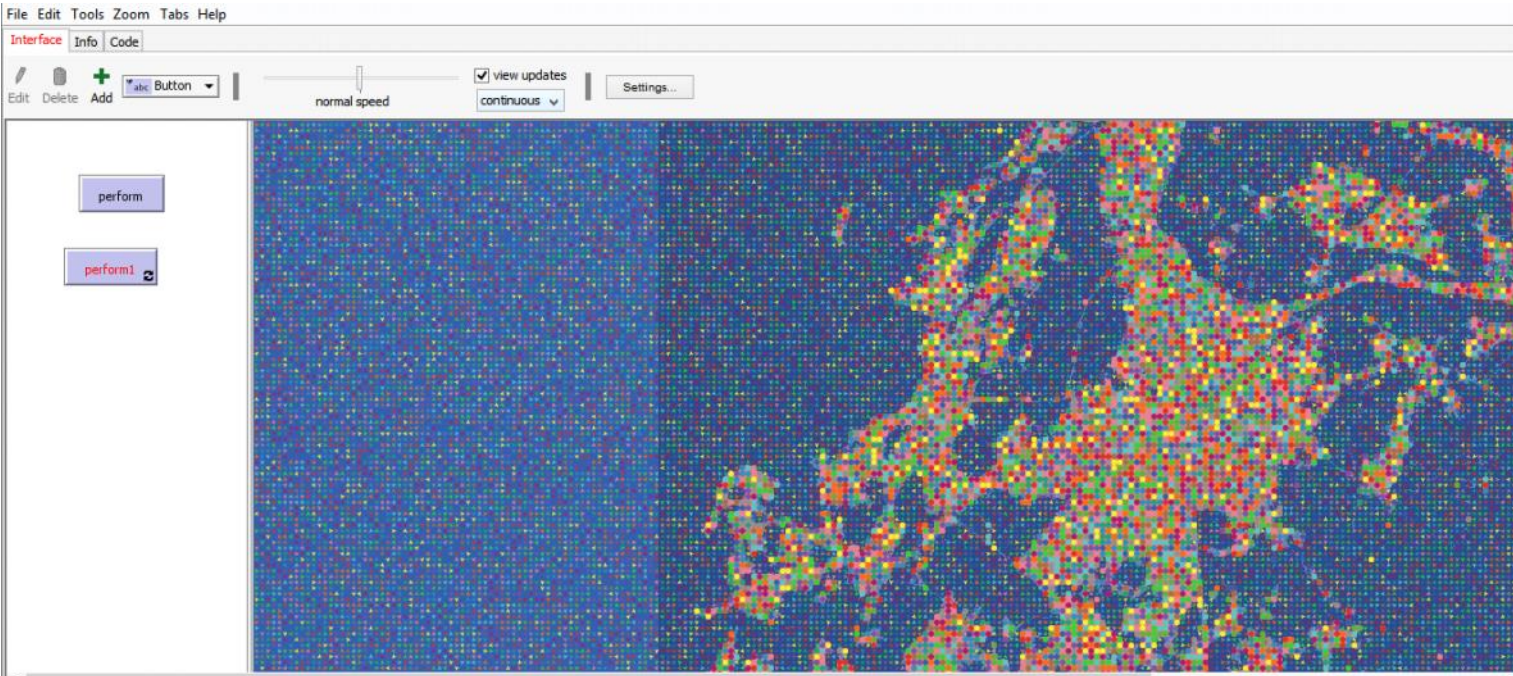 File Edit Tools Zoom Tabs Help
Interface Info Code
Edit Delete Add abc Button normal speed view updates continuous Settings...
perform
perform1